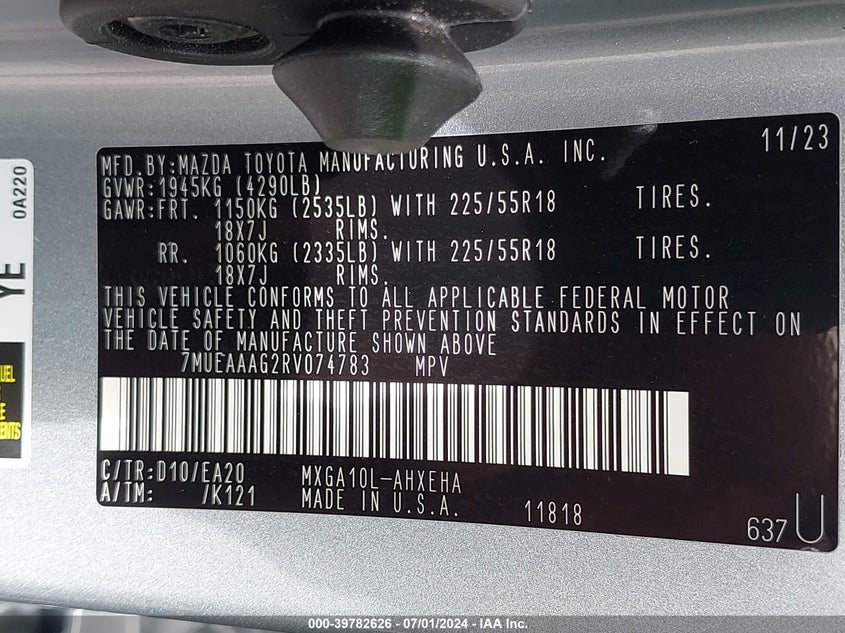 MFD.BY:MAZDA TOYOTA MANUFACTURING U.S.A. INC. 11/23
GVWR:1945KG (4290LB)
GAWR:FRT. 1150KG (2535LB) WITH 225/55R18 TIRES.
18X7J RIMS.
RR. 1060KG (2335LB) WITH 225/55R18 TIRES.
18X7J RIMS.
THIS VEHICLE CONFORMS TO ALL APPLICABLE FEDERAL MOTOR
VEHICLE SAFETY AND THEFT PREVENTION STANDARDS IN EFFECT ON
THE DATE OF MANUFACTURE SHOWN ABOVE
7MUEAAAG2RV074783 MPV
C/TR:D10/EA20 MXGA10L-AHXEHA
A/TM: /K121 MADE IN U.S.A. 11818
637 U
0A220
YE
000-39782626 - 07/01/2024 - IAA Inc.